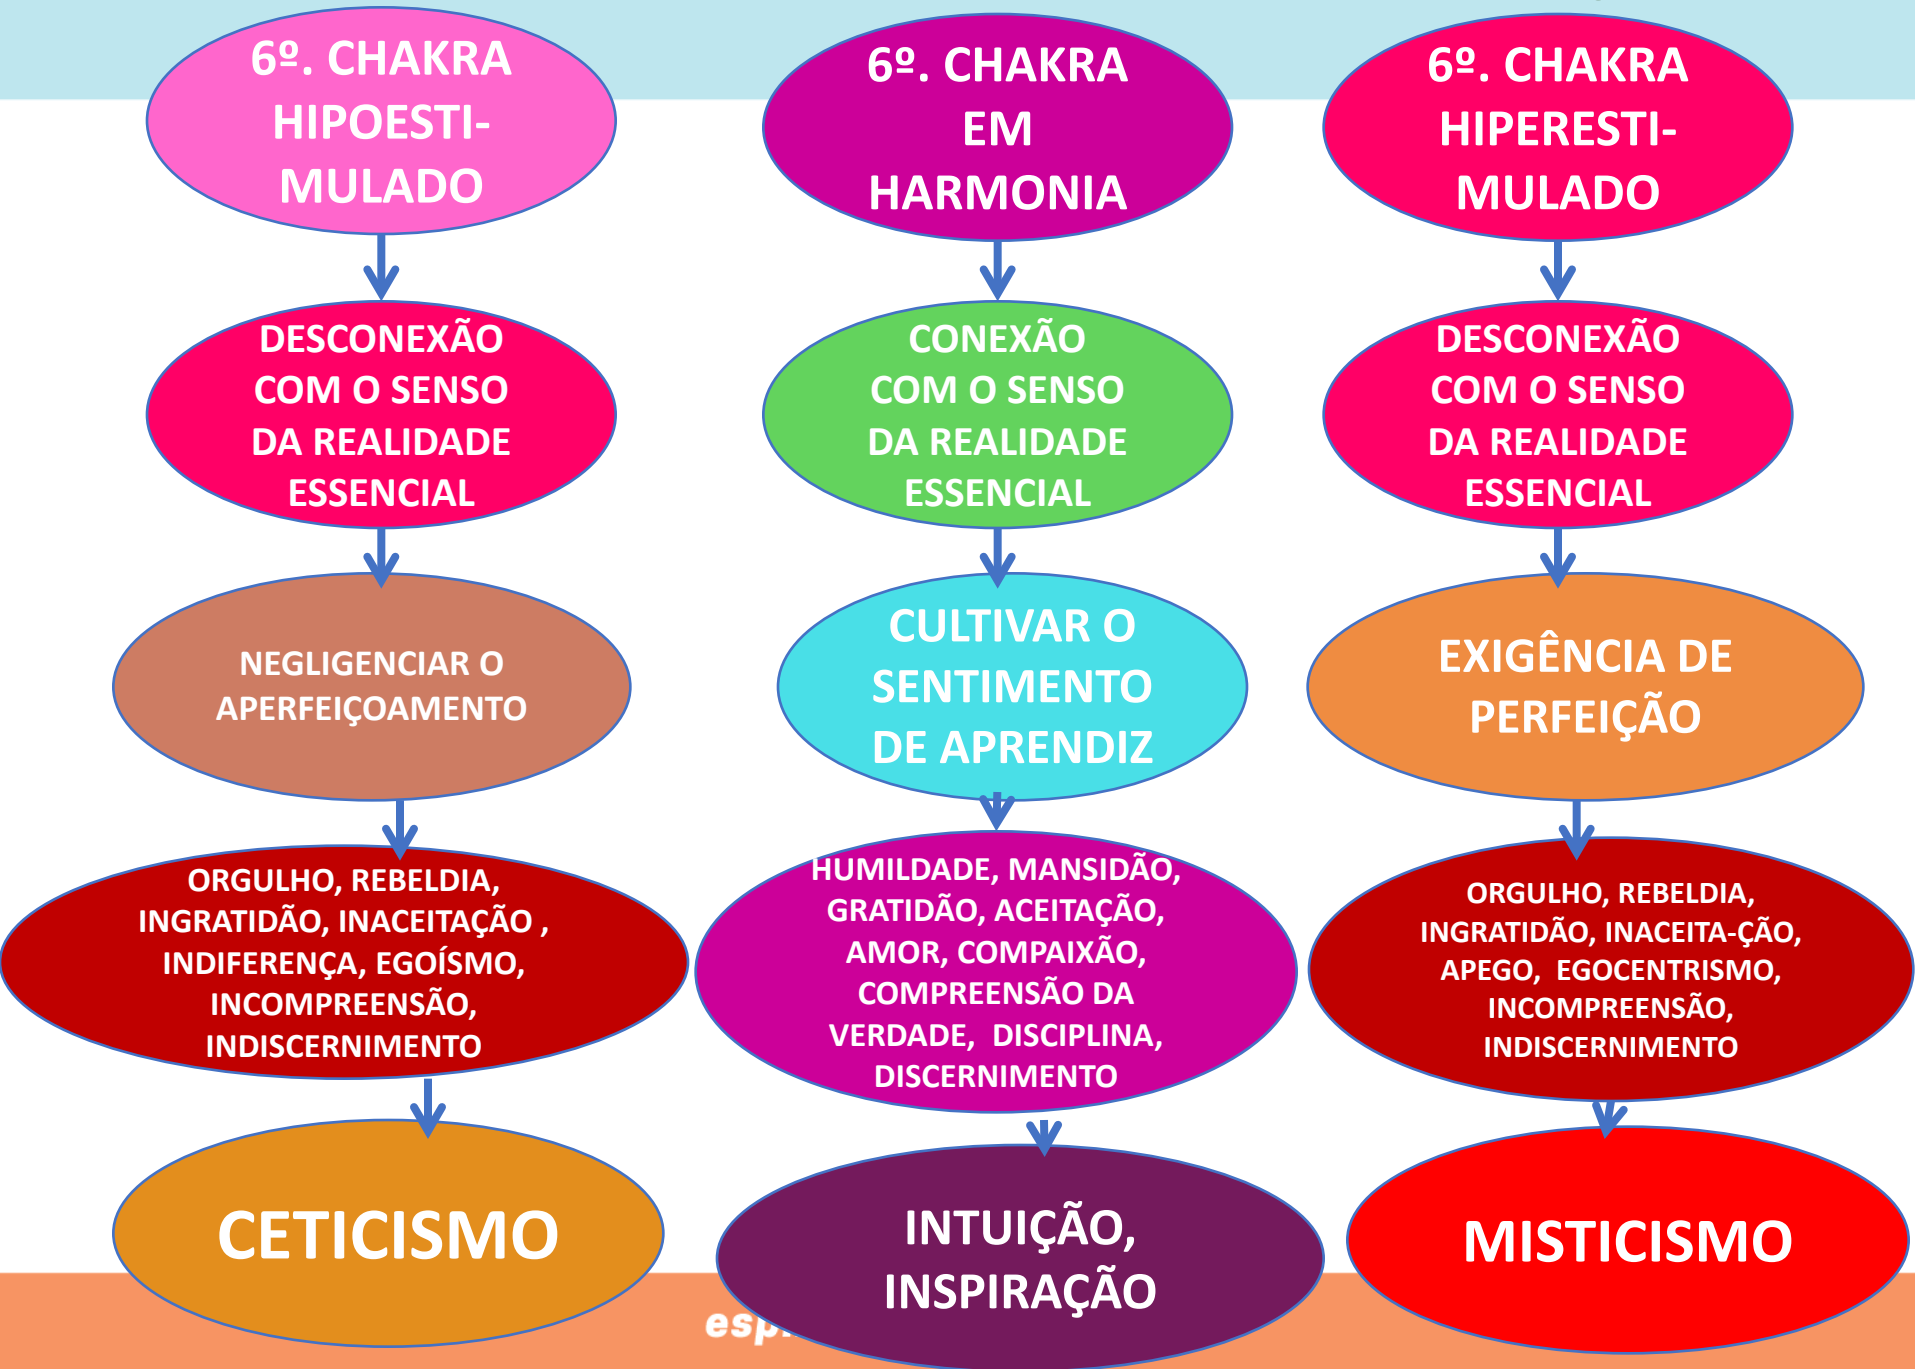 6º. CHAKRA
HIPOESTI-
MULADO
6º. CHAKRA
EM
HARMONIA
6º. CHAKRA
HIPERESTI-
MULADO
DESCONEXÃO
COM O SENSO
DA REALIDADE
ESSENCIAL
CONEXÃO
COM O SENSO
DA REALIDADE
ESSENCIAL
DESCONEXÃO
COM O SENSO
DA REALIDADE
ESSENCIAL
NEGLIGENCIAR O
APERFEIÇOAMENTO
CULTIVAR O
SENTIMENTO
DE APRENDIZ
EXIGÊNCIA DE
PERFEIÇÃO
ORGULHO, REBELDIA,
INGRATIDÃO, INACEITAÇÃO ,
INDIFERENÇA, EGOÍSMO,
INCOMPREENSÃO,
INDISCERNIMENTO
HUMILDADE, MANSIDÃO,
GRATIDÃO, ACEITAÇÃO,
AMOR, COMPAIXÃO,
COMPREENSÃO DA
VERDADE,  DISCIPLINA,
DISCERNIMENTO
ORGULHO, REBELDIA,
INGRATIDÃO, INACEITA-ÇÃO,
APEGO,  EGOCENTRISMO,
INCOMPREENSÃO,
INDISCERNIMENTO
CETICISMO
INTUIÇÃO,
INSPIRAÇÃO
MISTICISMO